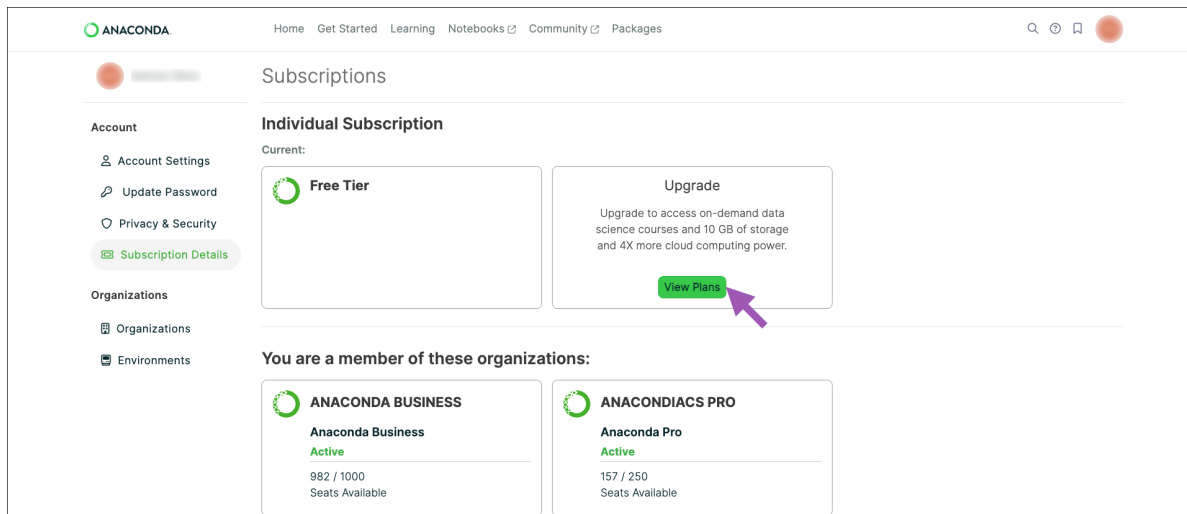 ANACONDA.
Home Get Started Learning Notebooks Community Packages
Subscriptions
Account
Account Settings
Update Password
Privacy & Security
Subscription Details
Organizations
Organizations
Environments
Individual Subscription
Current:
Free Tier
Upgrade
Upgrade to access on-demand data
science courses and 10 GB of storage
and 4X more cloud computing power.
View Plans
You are a member of these organizations:
ANACONDA BUSINESS
Anaconda Business
Active
982 / 1000
Seats Available
ANACONDIACS PRO
Anaconda Pro
Active
157 / 250
Seats Available